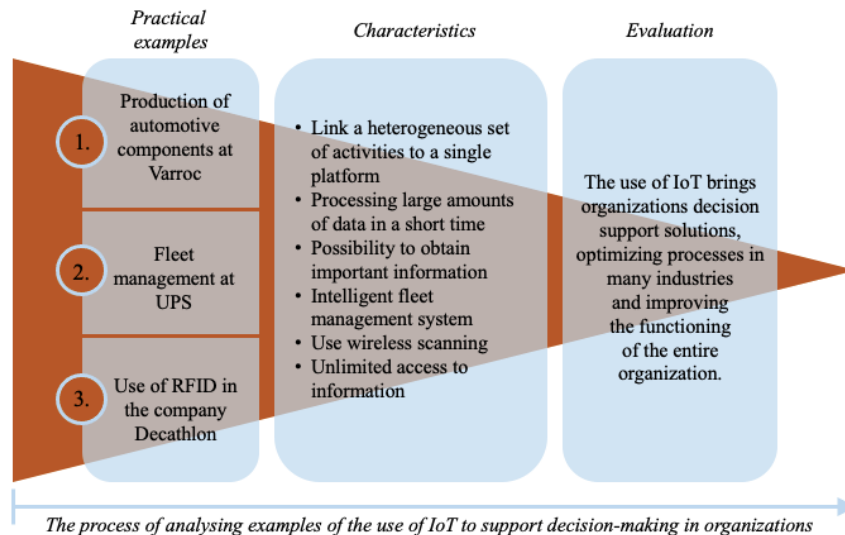 Practical
examples
Characteristics
Evaluation
1.
Production of
automotive
components at
Varroc
2.
Fleet
management at
UPS
3.
Use of RFID in
the company
Decathlon
• Link a heterogeneous set
of activities to a single
platform
• Processing large amounts
of data in a short time
• Possibility to obtain
important information
• Intelligent fleet
management system
• Use wireless scanning
• Unlimited access to
information
The use of IoT brings
organizations decision
support solutions,
optimizing processes in
many industries
and improving
the functioning
of the entire
organization.
The process of analysing examples of the use of IoT to support decision-making in organizations